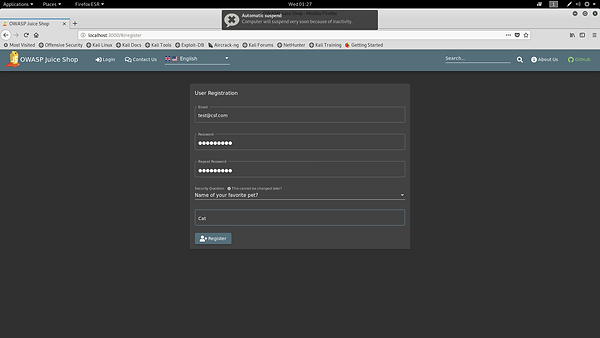 Applications ▾ Places ▾ Firefox ESR ▾ Wed 01:27 1
Automatic suspend
Computer will suspend very soon because of inactivity.
OWASP Juice Shop
localhost:3000/#/register
Most Visited Offensive Security Kali Linux Kali Docs Kali Tools Exploit-DB Aircrack-ng Kali Forums NetHunter Kali Training Getting Started
OWASP Juice Shop Login Contact Us English Search... About Us GitHub
User Registration
Email
test@csf.com
Password
●●●●●●●●●
Repeat Password
●●●●●●●●●
Security Question This cannot be changed later!
Name of your favorite pet?
Cat
Register